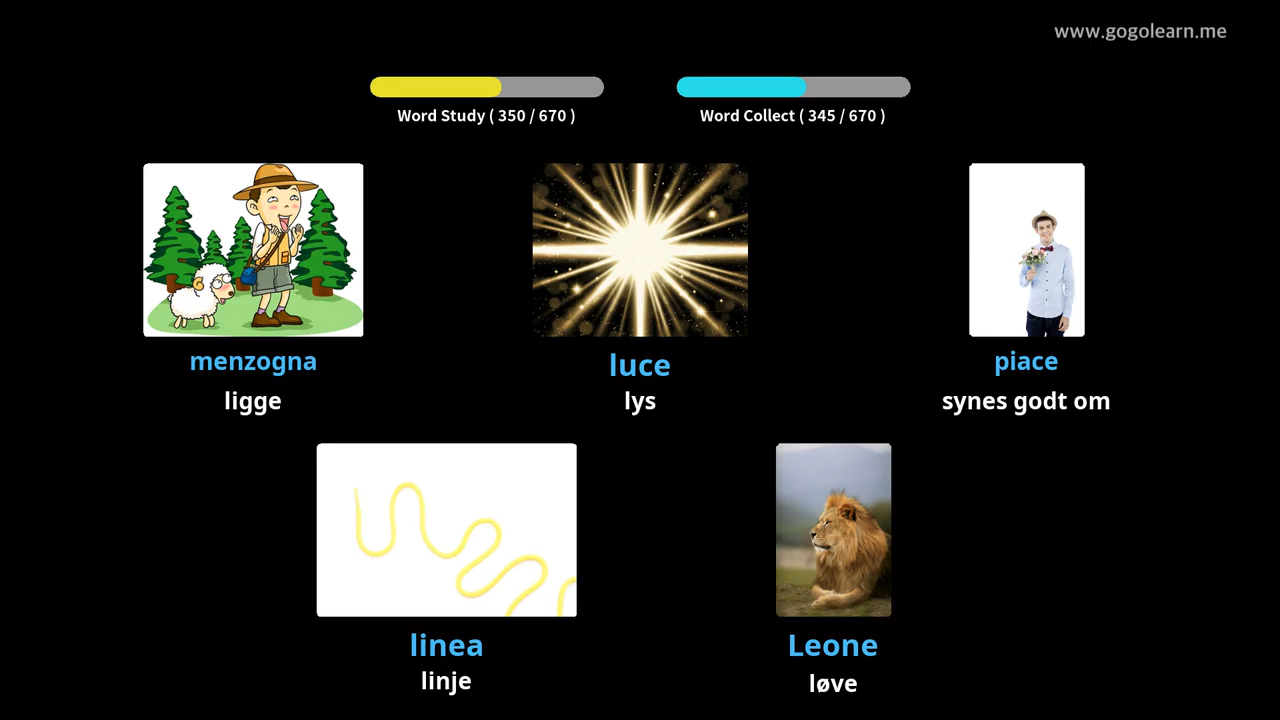 www.gogolearn.me
Word Study ( 350 / 670 )
Word Collect ( 345 / 670 )
menzogna
ligge
luce
lys
piace
synes godt om
linea
linje
Leone
løve